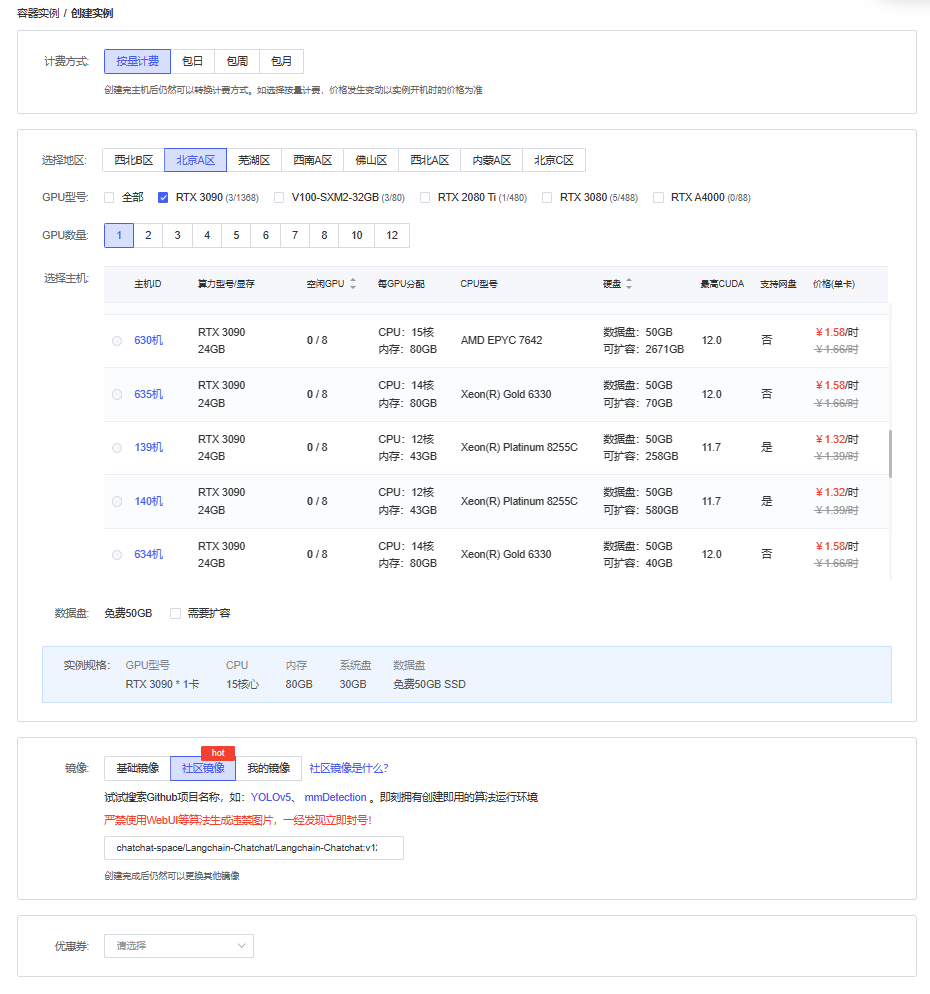 容器实例 / 创建实例
计费方式: 按量计费 包日 包周 包月
创建完主机后仍然可以转换计费方式。如选择按量计费，价格发生变动以实例开机时的价格为准
选择地区: 西北B区 北京A区 芜湖区 西南A区 佛山区 西北A区 内蒙A区 北京C区
GPU型号: 全部 RTX 3090 (3/1368) V100-SXM2-32GB (3/80) RTX 2080 Ti (1/480) RTX 3080 (5/488) RTX A4000 (0/88)
GPU数量: 1 2 3 4 5 6 7 8 10 12
选择主机: 主机ID 算力型号/显存 空闲GPU 每GPU分配 CPU型号 硬盘 最高CUDA 支持网盘 价格(单卡)
630机 RTX 3090 0 / 8 CPU：15核 AMD EPYC 7642 数据盘：50GB 12.0 否 ￥1.58/时
24GB 内存：80GB 可扩容：2671GB ￥1.66/时
635机 RTX 3090 0 / 8 CPU：14核 Xeon(R) Gold 6330 数据盘：50GB 12.0 否 ￥1.58/时
24GB 内存：80GB 可扩容：70GB ￥1.66/时
139机 RTX 3090 0 / 8 CPU：12核 Xeon(R) Platinum 8255C 数据盘：50GB 11.7 是 ￥1.32/时
24GB 内存：43GB 可扩容：258GB ￥1.39/时
140机 RTX 3090 0 / 8 CPU：12核 Xeon(R) Platinum 8255C 数据盘：50GB 11.7 是 ￥1.32/时
24GB 内存：43GB 可扩容：580GB ￥1.39/时
634机 RTX 3090 0 / 8 CPU：14核 Xeon(R) Gold 6330 数据盘：50GB 12.0 否 ￥1.58/时
24GB 内存：80GB 可扩容：40GB ￥1.66/时
数据盘: 免费50GB 需要扩容
实例规格: GPU型号 CPU 内存 系统盘 数据盘
RTX 3090 * 1卡 15核心 80GB 30GB 免费50GB SSD
hot
镜像: 基础镜像 社区镜像 我的镜像 社区镜像是什么?
试试搜索Github项目名称，如：YOLOv5、 mmDetection 。即刻拥有创建即用的算法运行环境
严禁使用WebUI等算法生成违禁图片，一经发现立即封号!
chatchat-space/Langchain-Chatchat/Langchain-Chatchat:v12
创建完成后仍然可以更换其他镜像
优惠券: 请选择